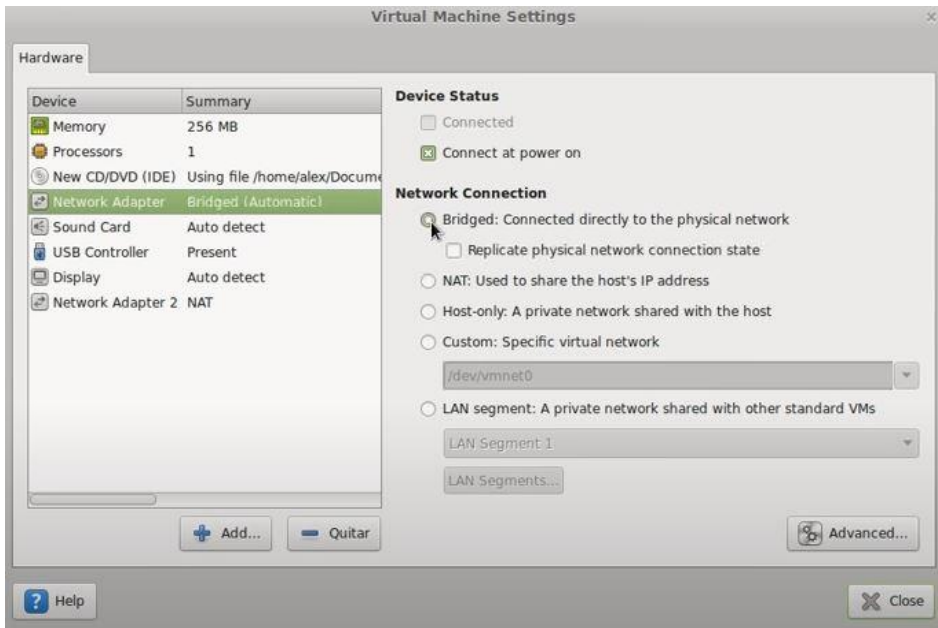 Virtual Machine Settings
Hardware
Device Summary
Memory 256 MB
Processors 1
New CD/DVD (IDE) Using file /home/alex/Docume
Network Adapter Bridged (Automatic)
Sound Card Auto detect
USB Controller Present
Display Auto detect
Network Adapter 2 NAT
Add...
Quitar
Device Status
Connected
Connect at power on
Network Connection
Bridged: Connected directly to the physical network
Replicate physical network connection state
NAT: Used to share the host's IP address
Host-only: A private network shared with the host
Custom: Specific virtual network
/dev/vmnet0
LAN segment: A private network shared with other standard VMs
LAN Segment 1
LAN Segments...
Advanced...
Help
Close